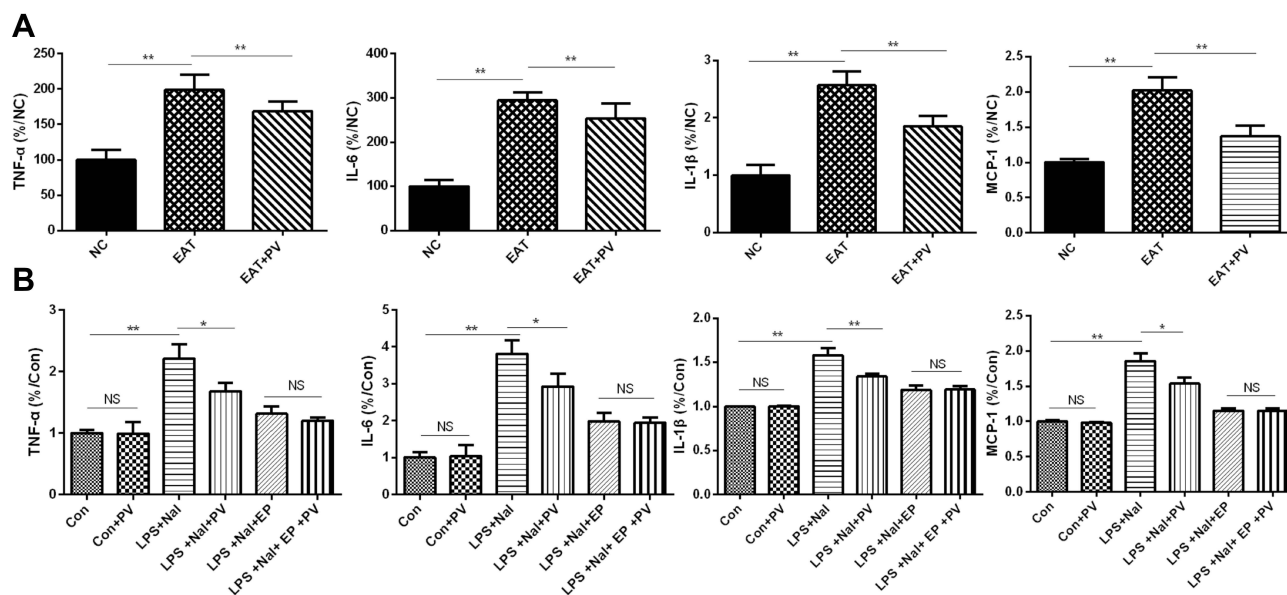 A
TNF-α (%/NC)
250
200
150
100
50
0
**
**
NC
EAT
EAT+PV
IL-6 (%/NC)
400
300
200
100
0
**
**
NC
EAT
EAT+PV
IL-1β (%/NC)
3
2
1
0
**
**
NC
EAT
EAT+PV
MCP-1 (%/NC)
2.5
2.0
1.5
1.0
0.5
0.0
**
**
NC
EAT
EAT+PV
B
TNF-α (%/Con)
3
2
1
0
**
*
NS
NS
Con
Con+PV
LPS+Nal
LPS +Nal+PV
LPS +Nal+EP
LPS +Nal+ EP +PV
IL-6 (%/Con)
5
4
3
2
1
0
**
*
NS
NS
Con
Con+PV
LPS+Nal
LPS +Nal+PV
LPS +Nal+EP
LPS +Nal+ EP +PV
IL-1β (%/Con)
2.0
1.5
1.0
0.5
0.0
**
**
NS
NS
Con
Con+PV
LPS+Nal
LPS +Nal+PV
LPS +Nal+EP
LPS +Nal+ EP +PV
MCP-1 (%/Con)
2.5
2.0
1.5
1.0
0.5
0.0
**
*
NS
NS
Con
Con+PV
LPS+Nal
LPS +Nal+PV
LPS +Nal+EP
LPS +Nal+ EP +PV